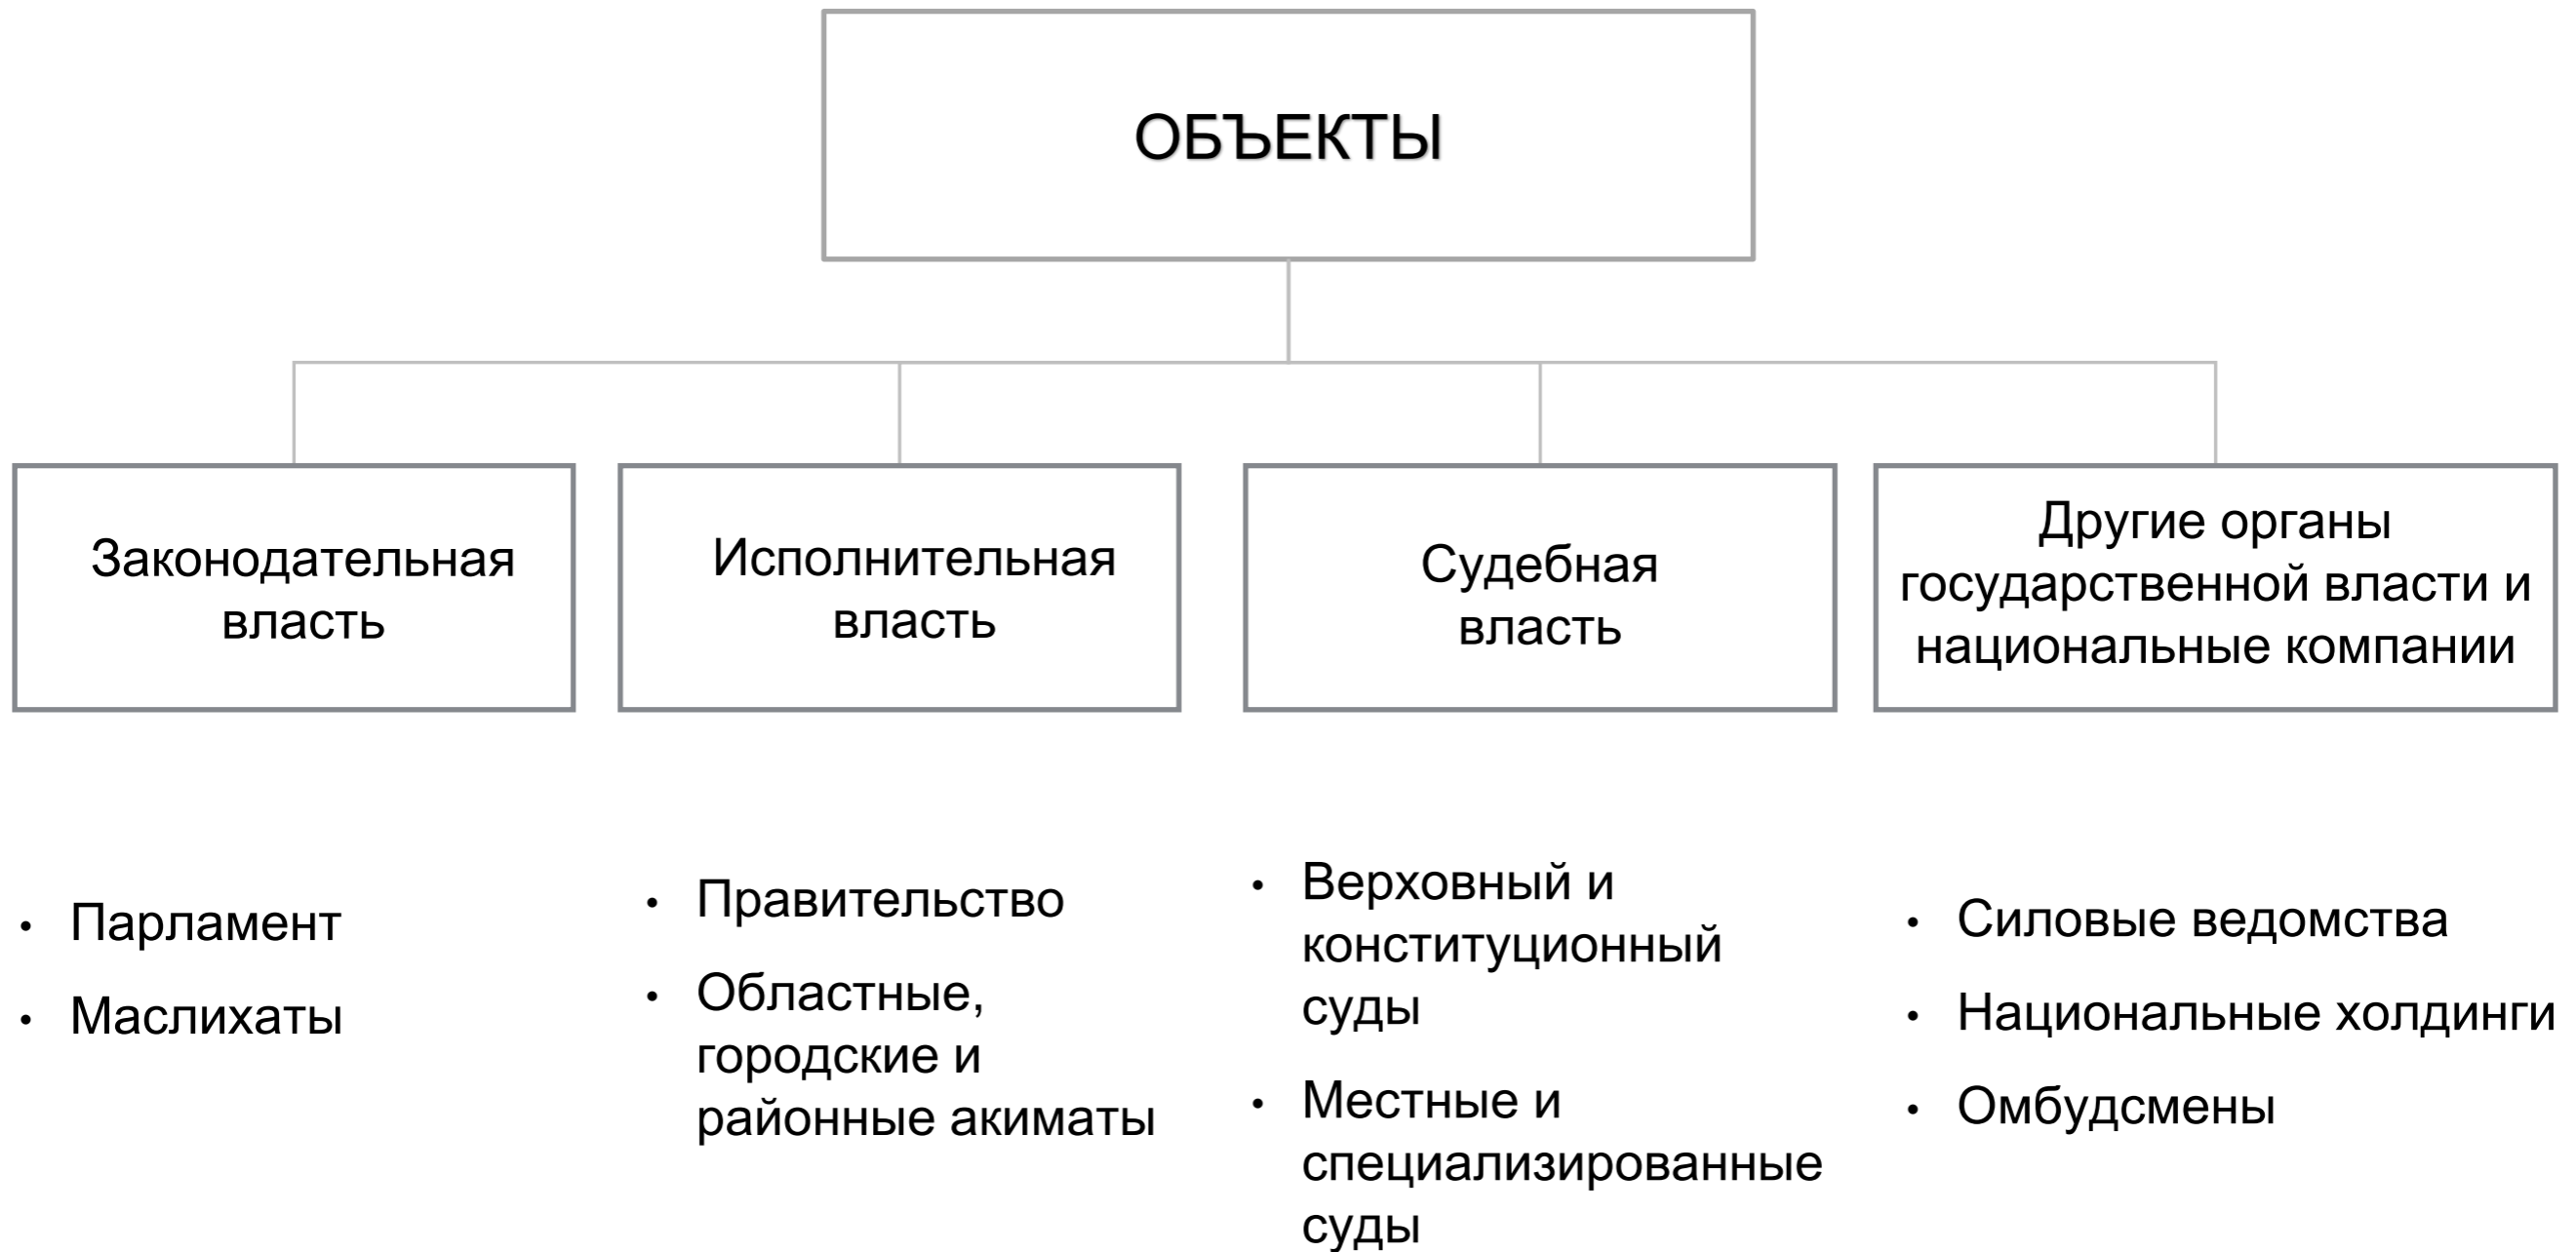 ОБЪЕКТЫ
Законодательная
власть
Исполнительная
власть
Судебная
власть
Другие органы
государственной власти и
национальные компании
• Парламент
• Маслихаты
• Правительство
• Областные,
городские и
районные акиматы
• Верховный и
конституционный
суды
• Местные и
специализированные
суды
• Силовые ведомства
• Национальные холдинги
• Омбудсмены